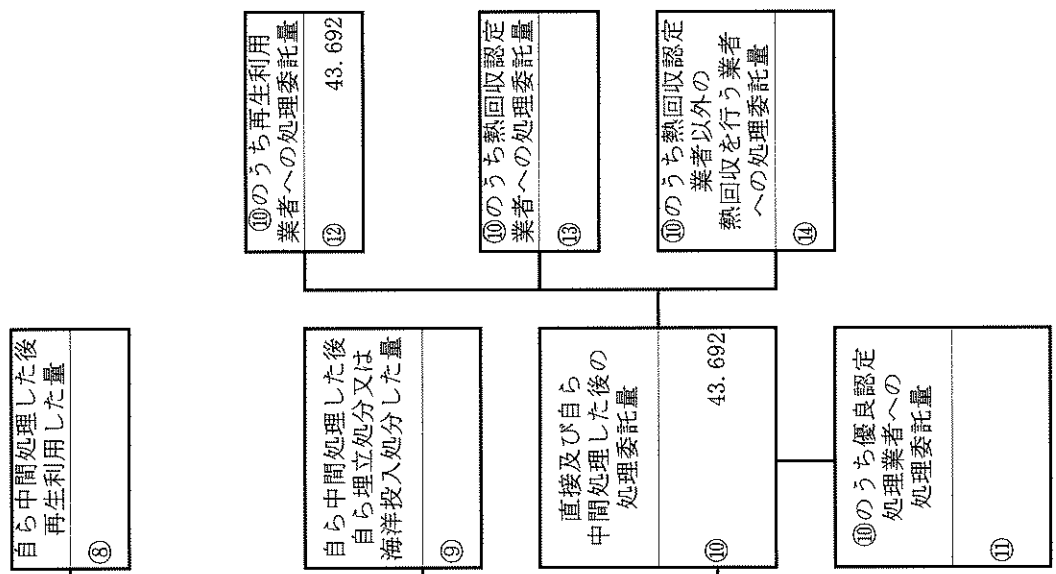 自ら中間処理した後
再生利用した量
⑧
自ら中間処理した後
自ら埋立処分又は
海洋投入処分した量
⑨
直接及び自ら
中間処理した後の
処理委託量
⑩ 43.692
⑩のうち優良認定
処理業者への
処理委託量
⑪
⑩のうち再生利用
業者への処理委託量
⑫ 43.692
⑩のうち熱回収認定
業者への処理委託量
⑬
⑩のうち熱回収認定
業者以外の
熱回収を行う業者
への処理委託量
⑭